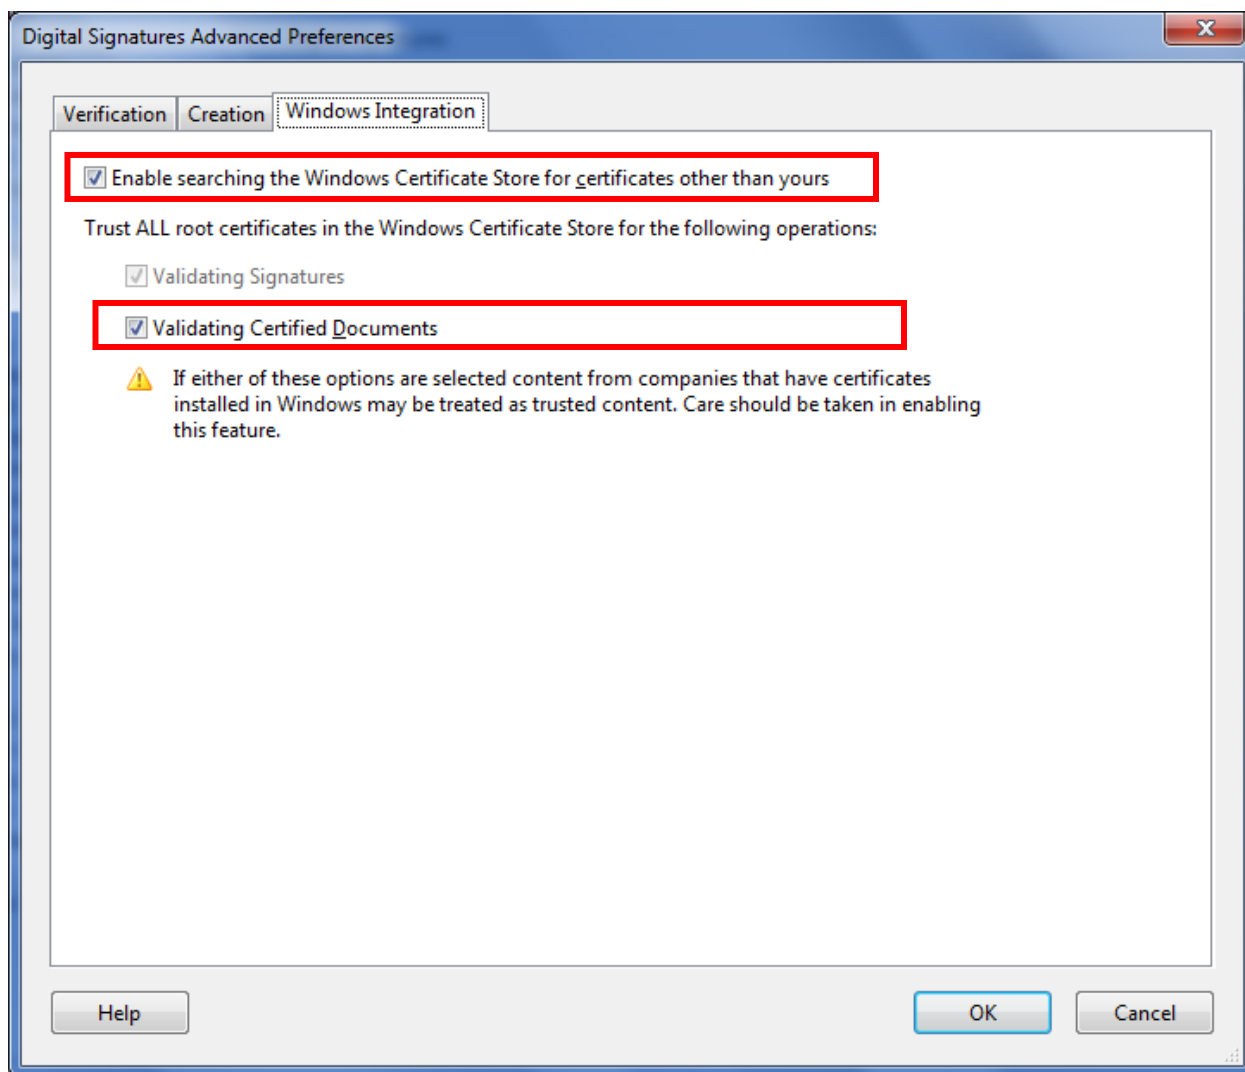 Digital Signatures Advanced Preferences
Verification
Creation
Windows Integration
Enable searching the Windows Certificate Store for certificates other than yours
Trust ALL root certificates in the Windows Certificate Store for the following operations:
Validating Signatures
Validating Certified Documents
If either of these options are selected content from companies that have certificates
installed in Windows may be treated as trusted content. Care should be taken in enabling
this feature.
Help
OK
Cancel